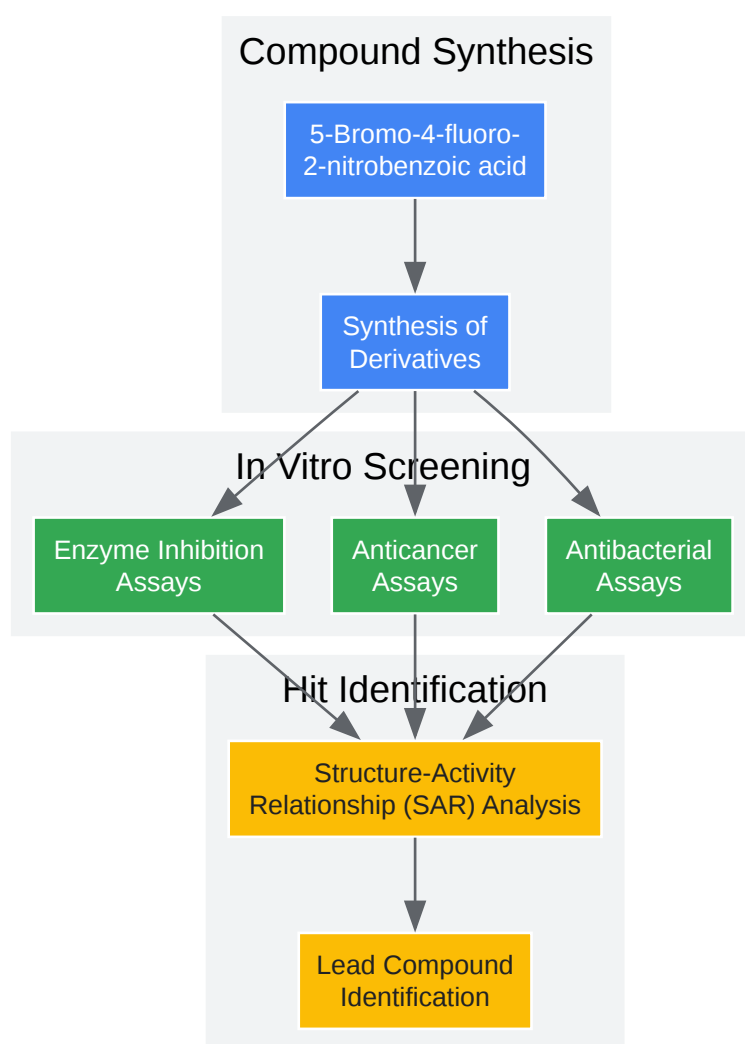 Compound Synthesis
5-Bromo-4-fluoro-
2-nitrobenzoic acid
Synthesis of
Derivatives
In Vitro Screening
Enzyme Inhibition
Assays
Anticancer
Assays
Antibacterial
Assays
Hit Identification
Structure-Activity
Relationship (SAR) Analysis
Lead Compound
Identification